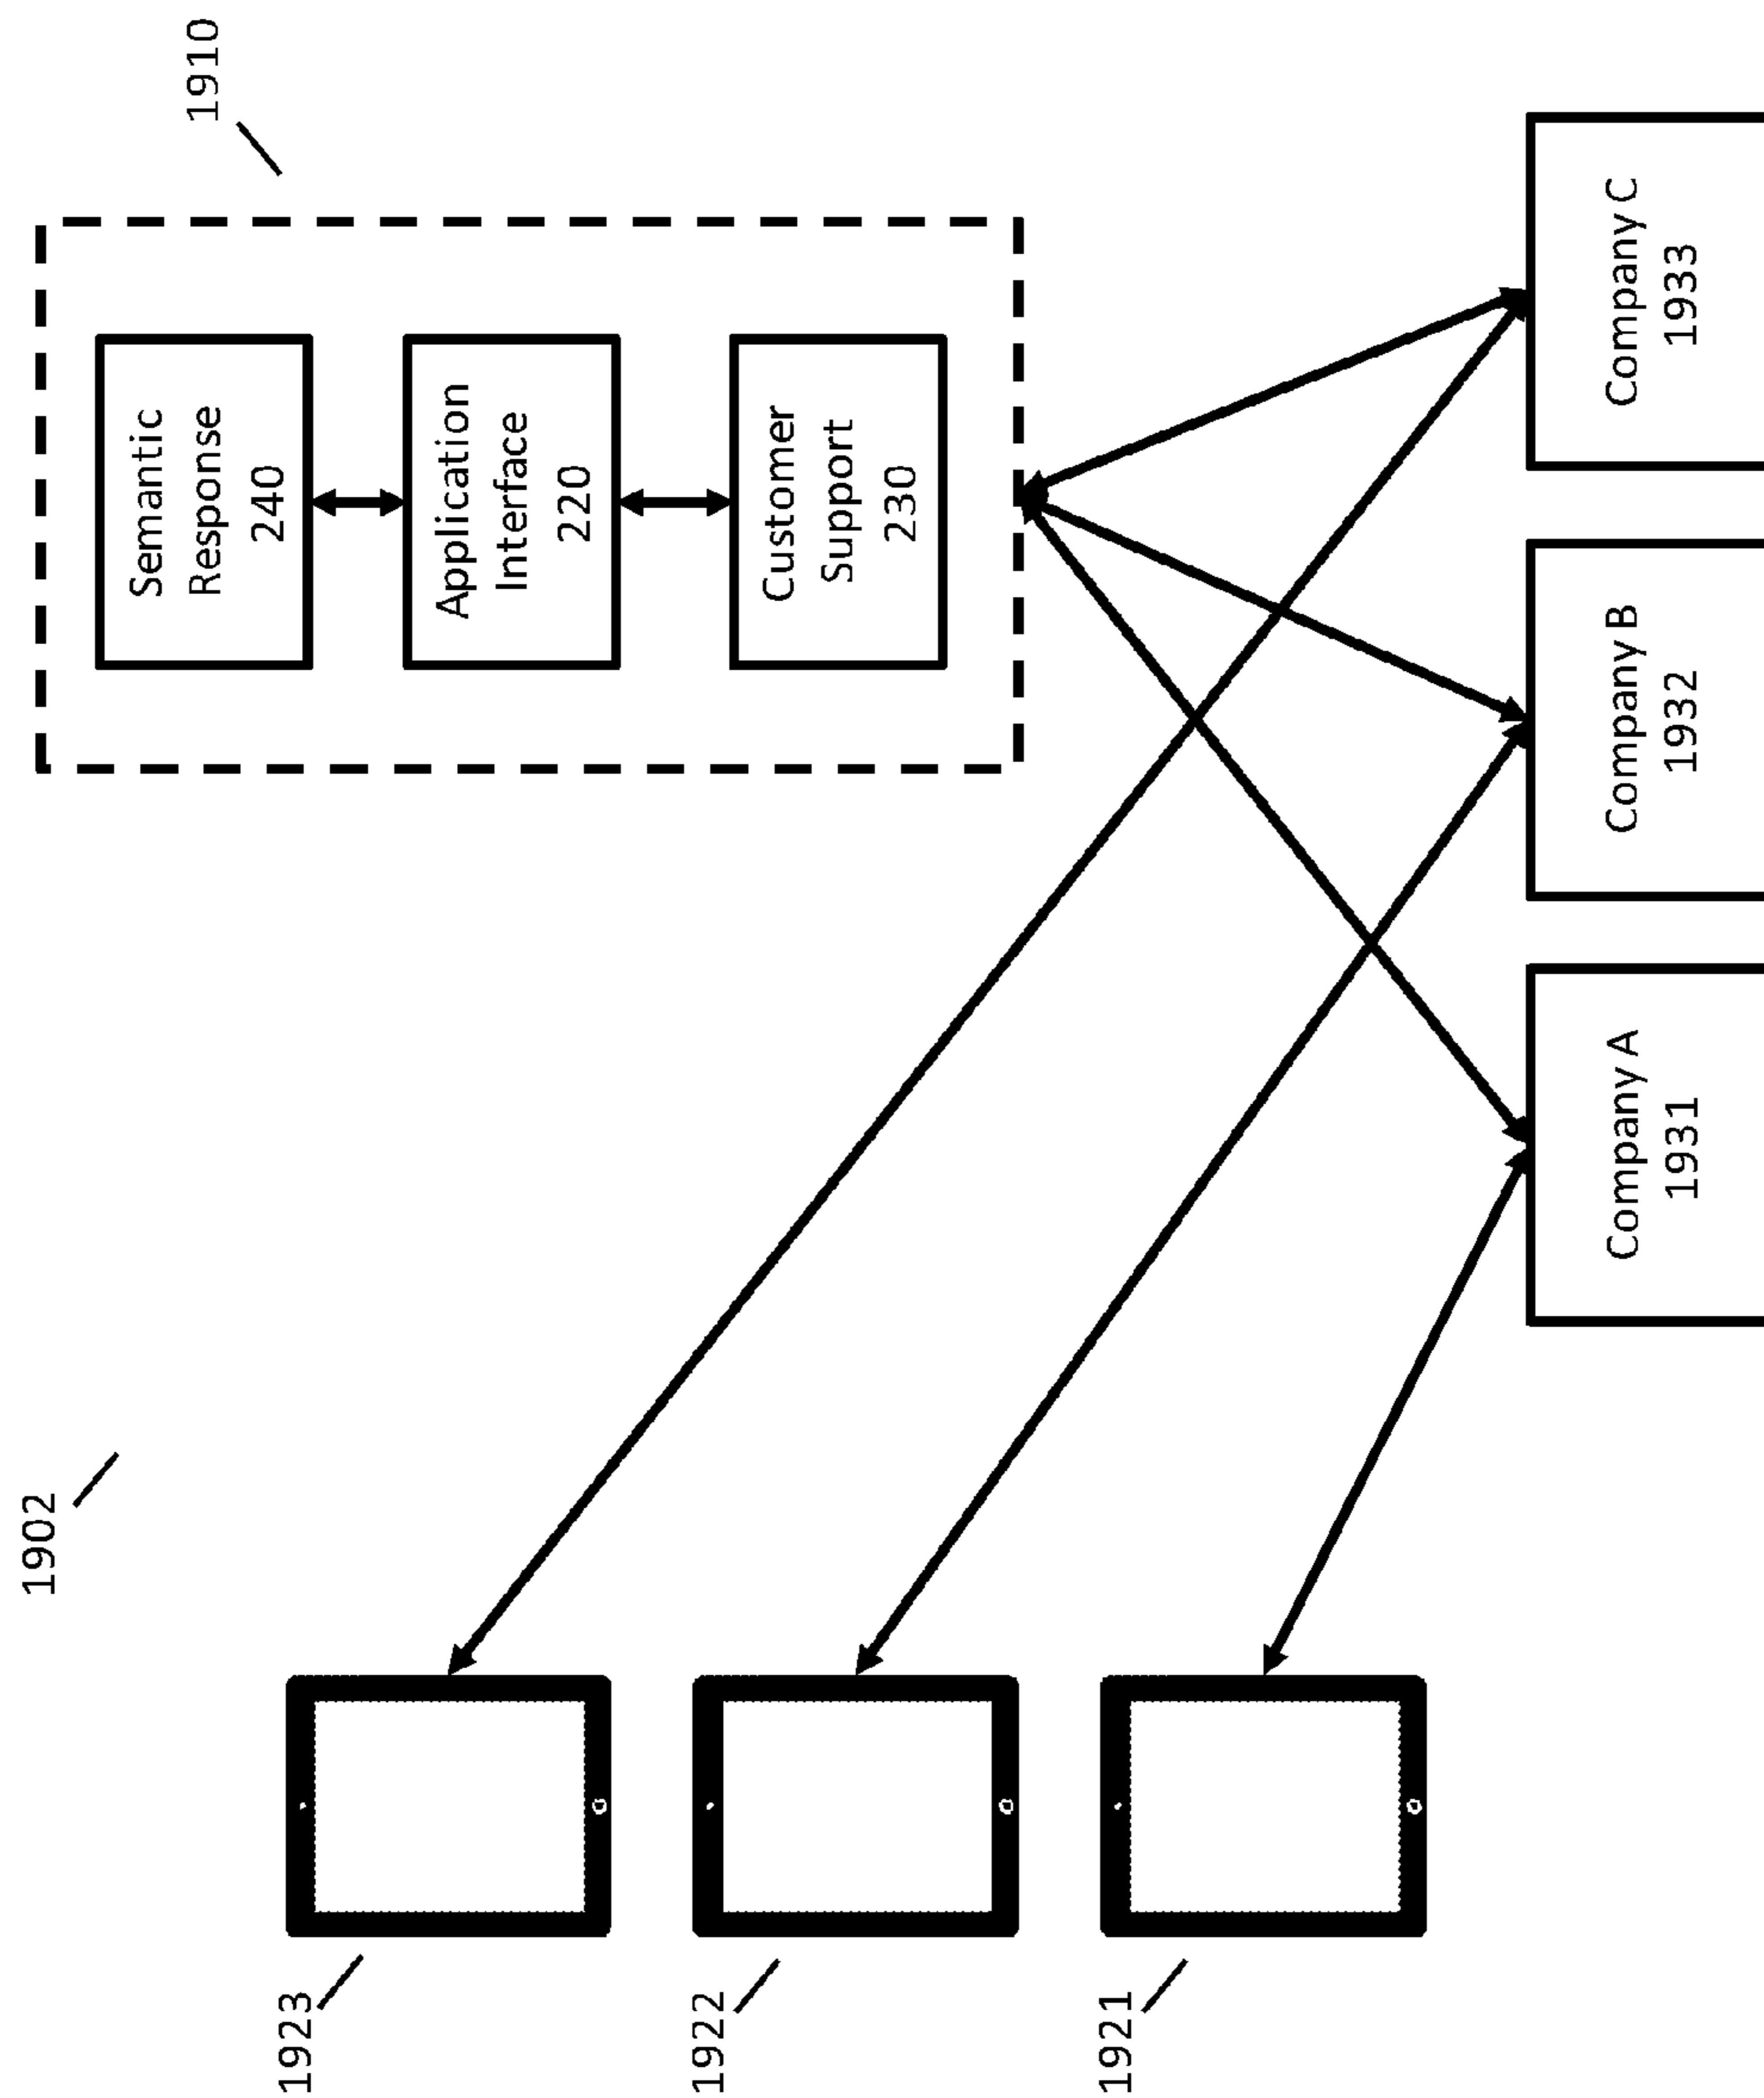 1902
1910
Semantic
Response
240
Application
Interface
220
Customer
Support
230
1923
1922
1921
Company A
1931
Company B
1932
Company C
1933